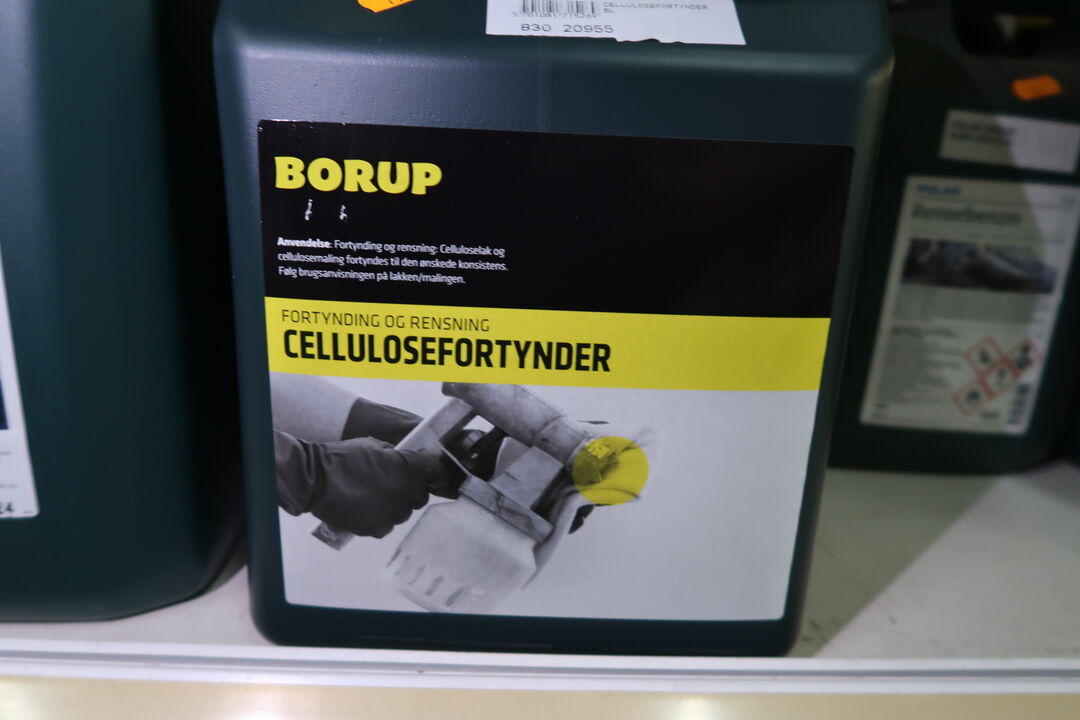 CELLULOSEFORTYNDER
5L
830 20955
BORUP
Anvendelse: Fortynding og rensning: Celluloselak og
cellulosemaling fortyndes til den ønskede konsistens.
Følg brugsanvisningen på lakken/malingen.
FORTYNDING OG RENSNING
CELLULOSEFORTYNDER
Rensebenzin